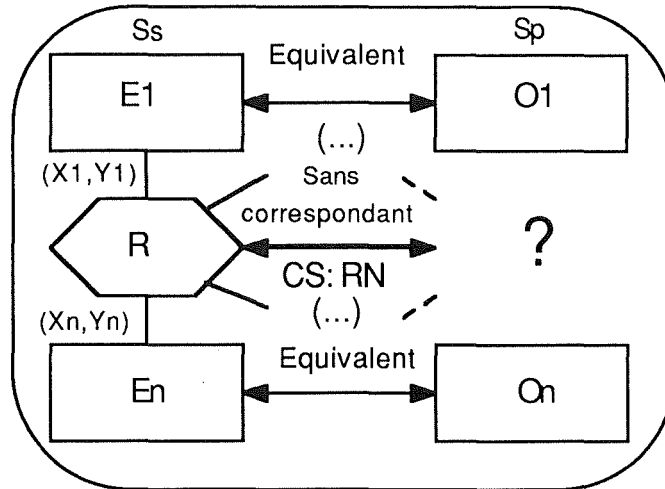 Ss
Sp
E1
Equivalent
O1
(...)
(X1,Y1)
Sans
correspondant
R
?
CS: RN
(...)
(Xn,Yn)
Equivalent
En
On